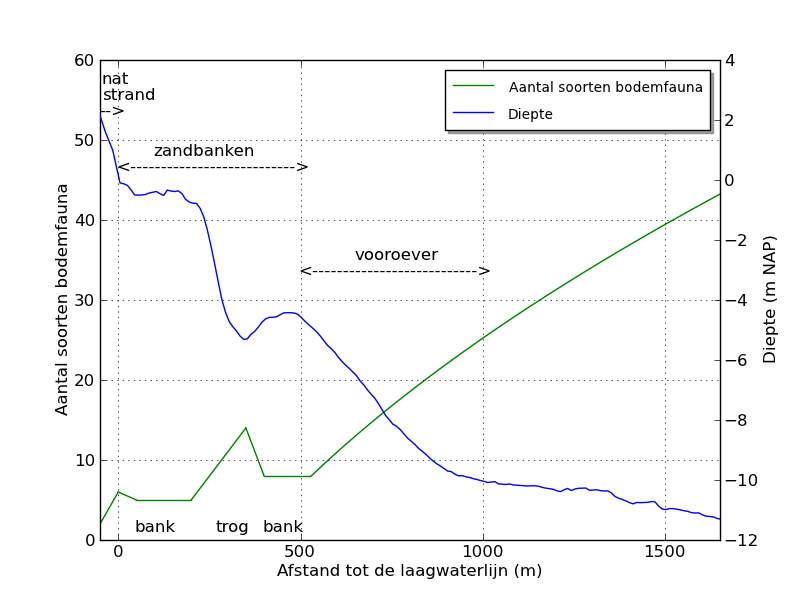 60
50
40
30
20
10
0
4
2
0
−2
−4
−6
−8
−10
−12
Aantal soorten bodemfauna
Diepte (m NAP)
nat
strand
-->
zandbanken
<------------------------>
vooroever
<------------------------>
Aantal soorten bodemfauna
Diepte
bank
trog
bank
0
500
1000
1500
Afstand tot de laagwaterlijn (m)